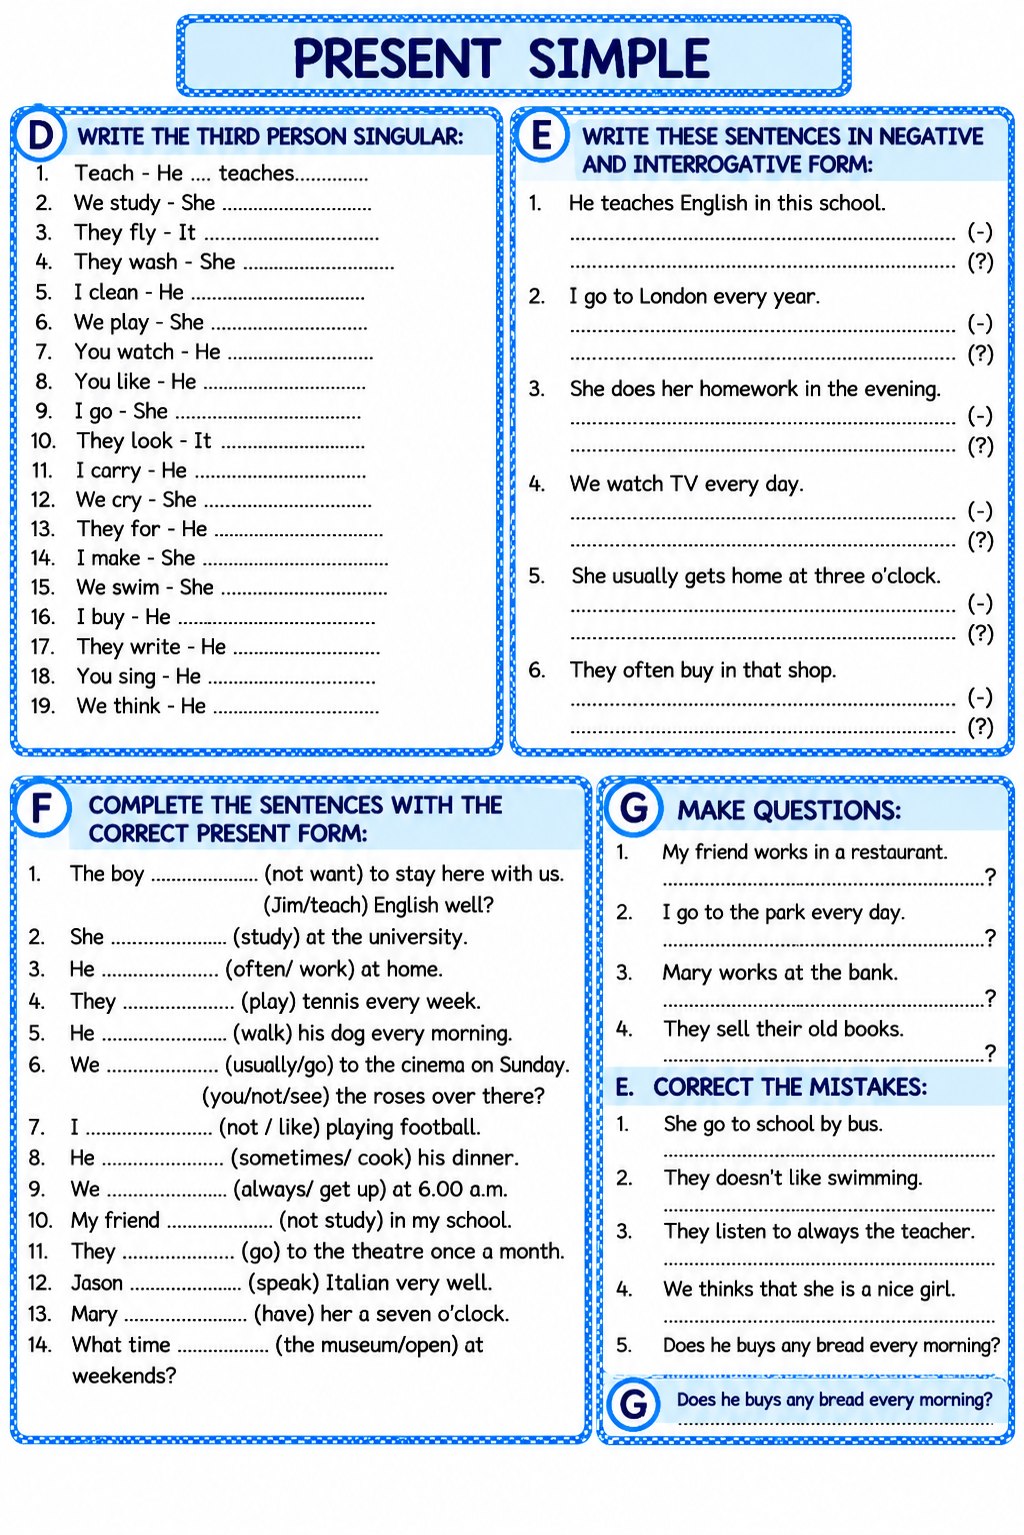 PRESENT SIMPLE
D WRITE THE THIRD PERSON SINGULAR:
1. Teach - He .... teaches.............
2. We study - She ...........................
3. They fly - It ...............................
4. They wash - She ...........................
5. I clean - He ...............................
6. We play - She ............................
7. You watch - He ..........................
8. You like - He .............................
9. I go - She .................................
10. They look - It ..........................
11. I carry - He ...............................
12. We cry - She ..............................
13. They for - He ..............................
14. I make - She .................................
15. We swim - She ..............................
16. I buy - He ...................................
17. They write - He ..........................
18. You sing - He ..............................
19. We think - He ..............................
E WRITE THESE SENTENCES IN NEGATIVE
AND INTERROGATIVE FORM:
1. He teaches English in this school.
...................................................................... (-)
...................................................................... (?)
2. I go to London every year.
...................................................................... (-)
...................................................................... (?)
3. She does her homework in the evening.
...................................................................... (-)
...................................................................... (?)
4. We watch TV every day.
...................................................................... (-)
...................................................................... (?)
5. She usually gets home at three o'clock.
...................................................................... (-)
...................................................................... (?)
6. They often buy in that shop.
...................................................................... (-)
...................................................................... (?)
F COMPLETE THE SENTENCES WITH THE
CORRECT PRESENT FORM:
1. The boy .................... (not want) to stay here with us.
(Jim/teach) English well?
2. She ...................... (study) at the university.
3. He ...................... (often/ work) at home.
4. They ..................... (play) tennis every week.
5. He ....................... (walk) his dog every morning.
6. We ..................... (usually/go) to the cinema on Sunday.
(you/not/see) the roses over there?
7. I ........................ (not / like) playing football.
8. He ....................... (sometimes/ cook) his dinner.
9. We ....................... (always/ get up) at 6.00 a.m.
10. My friend .................... (not study) in my school.
11. They ..................... (go) to the theatre once a month.
12. Jason ..................... (speak) Italian very well.
13. Mary ....................... (have) her a seven o'clock.
14. What time ................. (the museum/open) at
weekends?
G MAKE QUESTIONS:
1. My friend works in a restaurant.
...........................................................?
2. I go to the park every day.
...........................................................?
3. Mary works at the bank.
...........................................................?
4. They sell their old books.
...........................................................?
E. CORRECT THE MISTAKES:
1. She go to school by bus.
............................................................
2. They doesn't like swimming.
............................................................
3. They listen to always the teacher.
............................................................
4. We thinks that she is a nice girl.
............................................................
5. Does he buys any bread every morning?
............................................................
G Does he buys any bread every morning?
............................................................